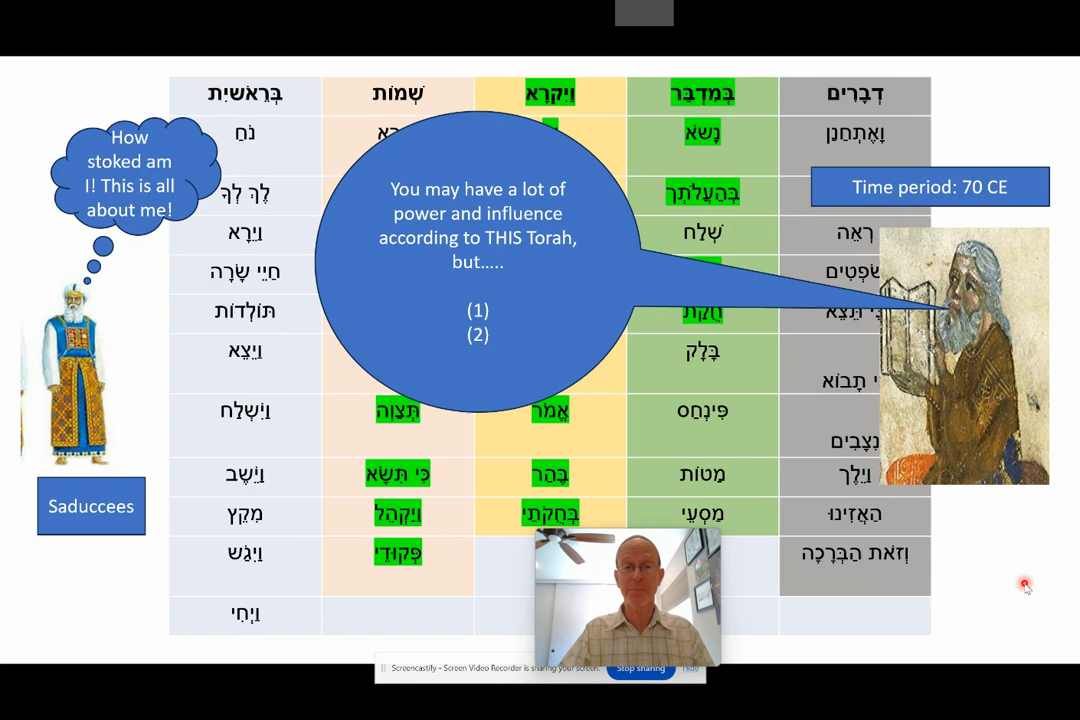 בְּרֵאשִׁית
שְׁמוֹת
וַיִּקְרָא
בְּמִדְבַּר
דְּבָרִים
How
stoked am
I! This is all
about me!
נֹחַ
נָשֹׂא
וָאֶתְחַנַּן
לֶךְ לְךָ
בְּהַעֲלֹתְךָ
Time period: 70 CE
You may have a lot of
power and influence
according to THIS Torah,
but…..
(1)
(2)
וַיֵּרָא
שְׁלַח
רְאֵה
חַיֵּי שָׂרָה
שֹׁפְטִים
תּוֹלְדוֹת
חֻקַּת
תֵּצֵא
וַיֵּצֵא
בָּלָק
תָבוֹא
וַיִּשְׁלַח
תְּצַוֶּה
אֱמֹר
פִּינְחָס
נִצָּבִים
וַיֵּשֶׁב
כִּי תִשָּׂא
בְּהַר
מַטּוֹת
וַיֵּלֶךְ
Saduccees
מִקֵּץ
וַיַּקְהֵל
בְּחֻקֹּתַי
מַסְעֵי
הַאֲזִינוּ
וַיִּגַּשׁ
פְקוּדֵי
וְזֹאת הַבְּרָכָה
וַיְחִי
Screencastify - Screen Video Recorder is sharing your screen.
Stop sharing
Hide